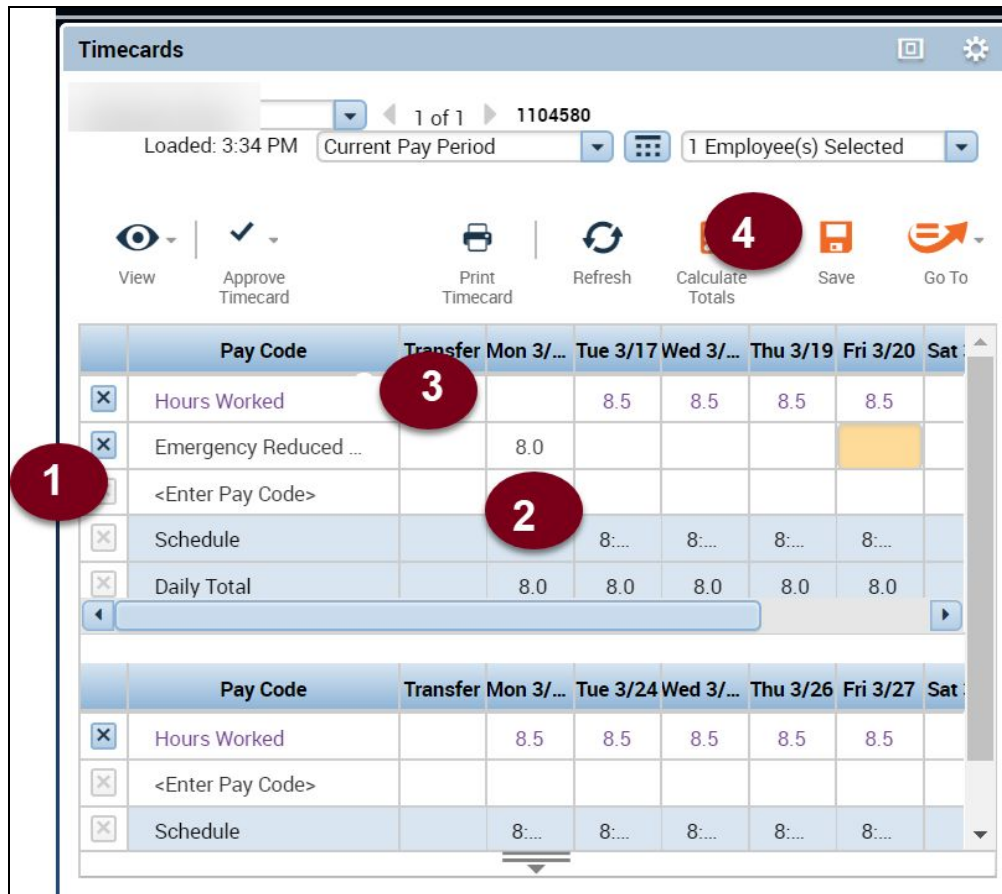 Timecards
1 of 1 1104580
Loaded: 3:34 PM Current Pay Period 1 Employee(s) Selected
4
View Approve Timecard Print Timecard Refresh Calculate Totals Save Go To
Pay Code Transfer Mon 3/... Tue 3/17 Wed 3/... Thu 3/19 Fri 3/20 Sat
3
Hours Worked 8.5 8.5 8.5 8.5
Emergency Reduced ... 8.0
1
<Enter Pay Code>
2
Schedule 8:... 8:... 8:... 8:...
Daily Total 8.0 8.0 8.0 8.0 8.0
Pay Code Transfer Mon 3/... Tue 3/24 Wed 3/... Thu 3/26 Fri 3/27 Sat
Hours Worked 8.5 8.5 8.5 8.5 8.5
<Enter Pay Code>
Schedule 8:... 8:... 8:... 8:... 8:...